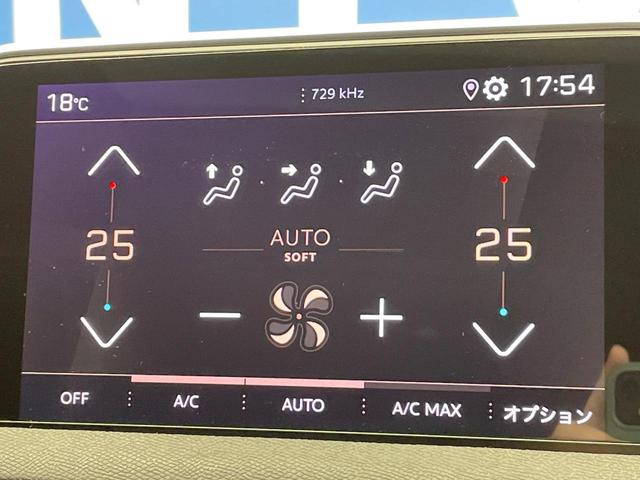 18°C
729 kHz
17:54
25
AUTO
SOFT
25
OFF
A/C
AUTO
A/C MAX
オプション